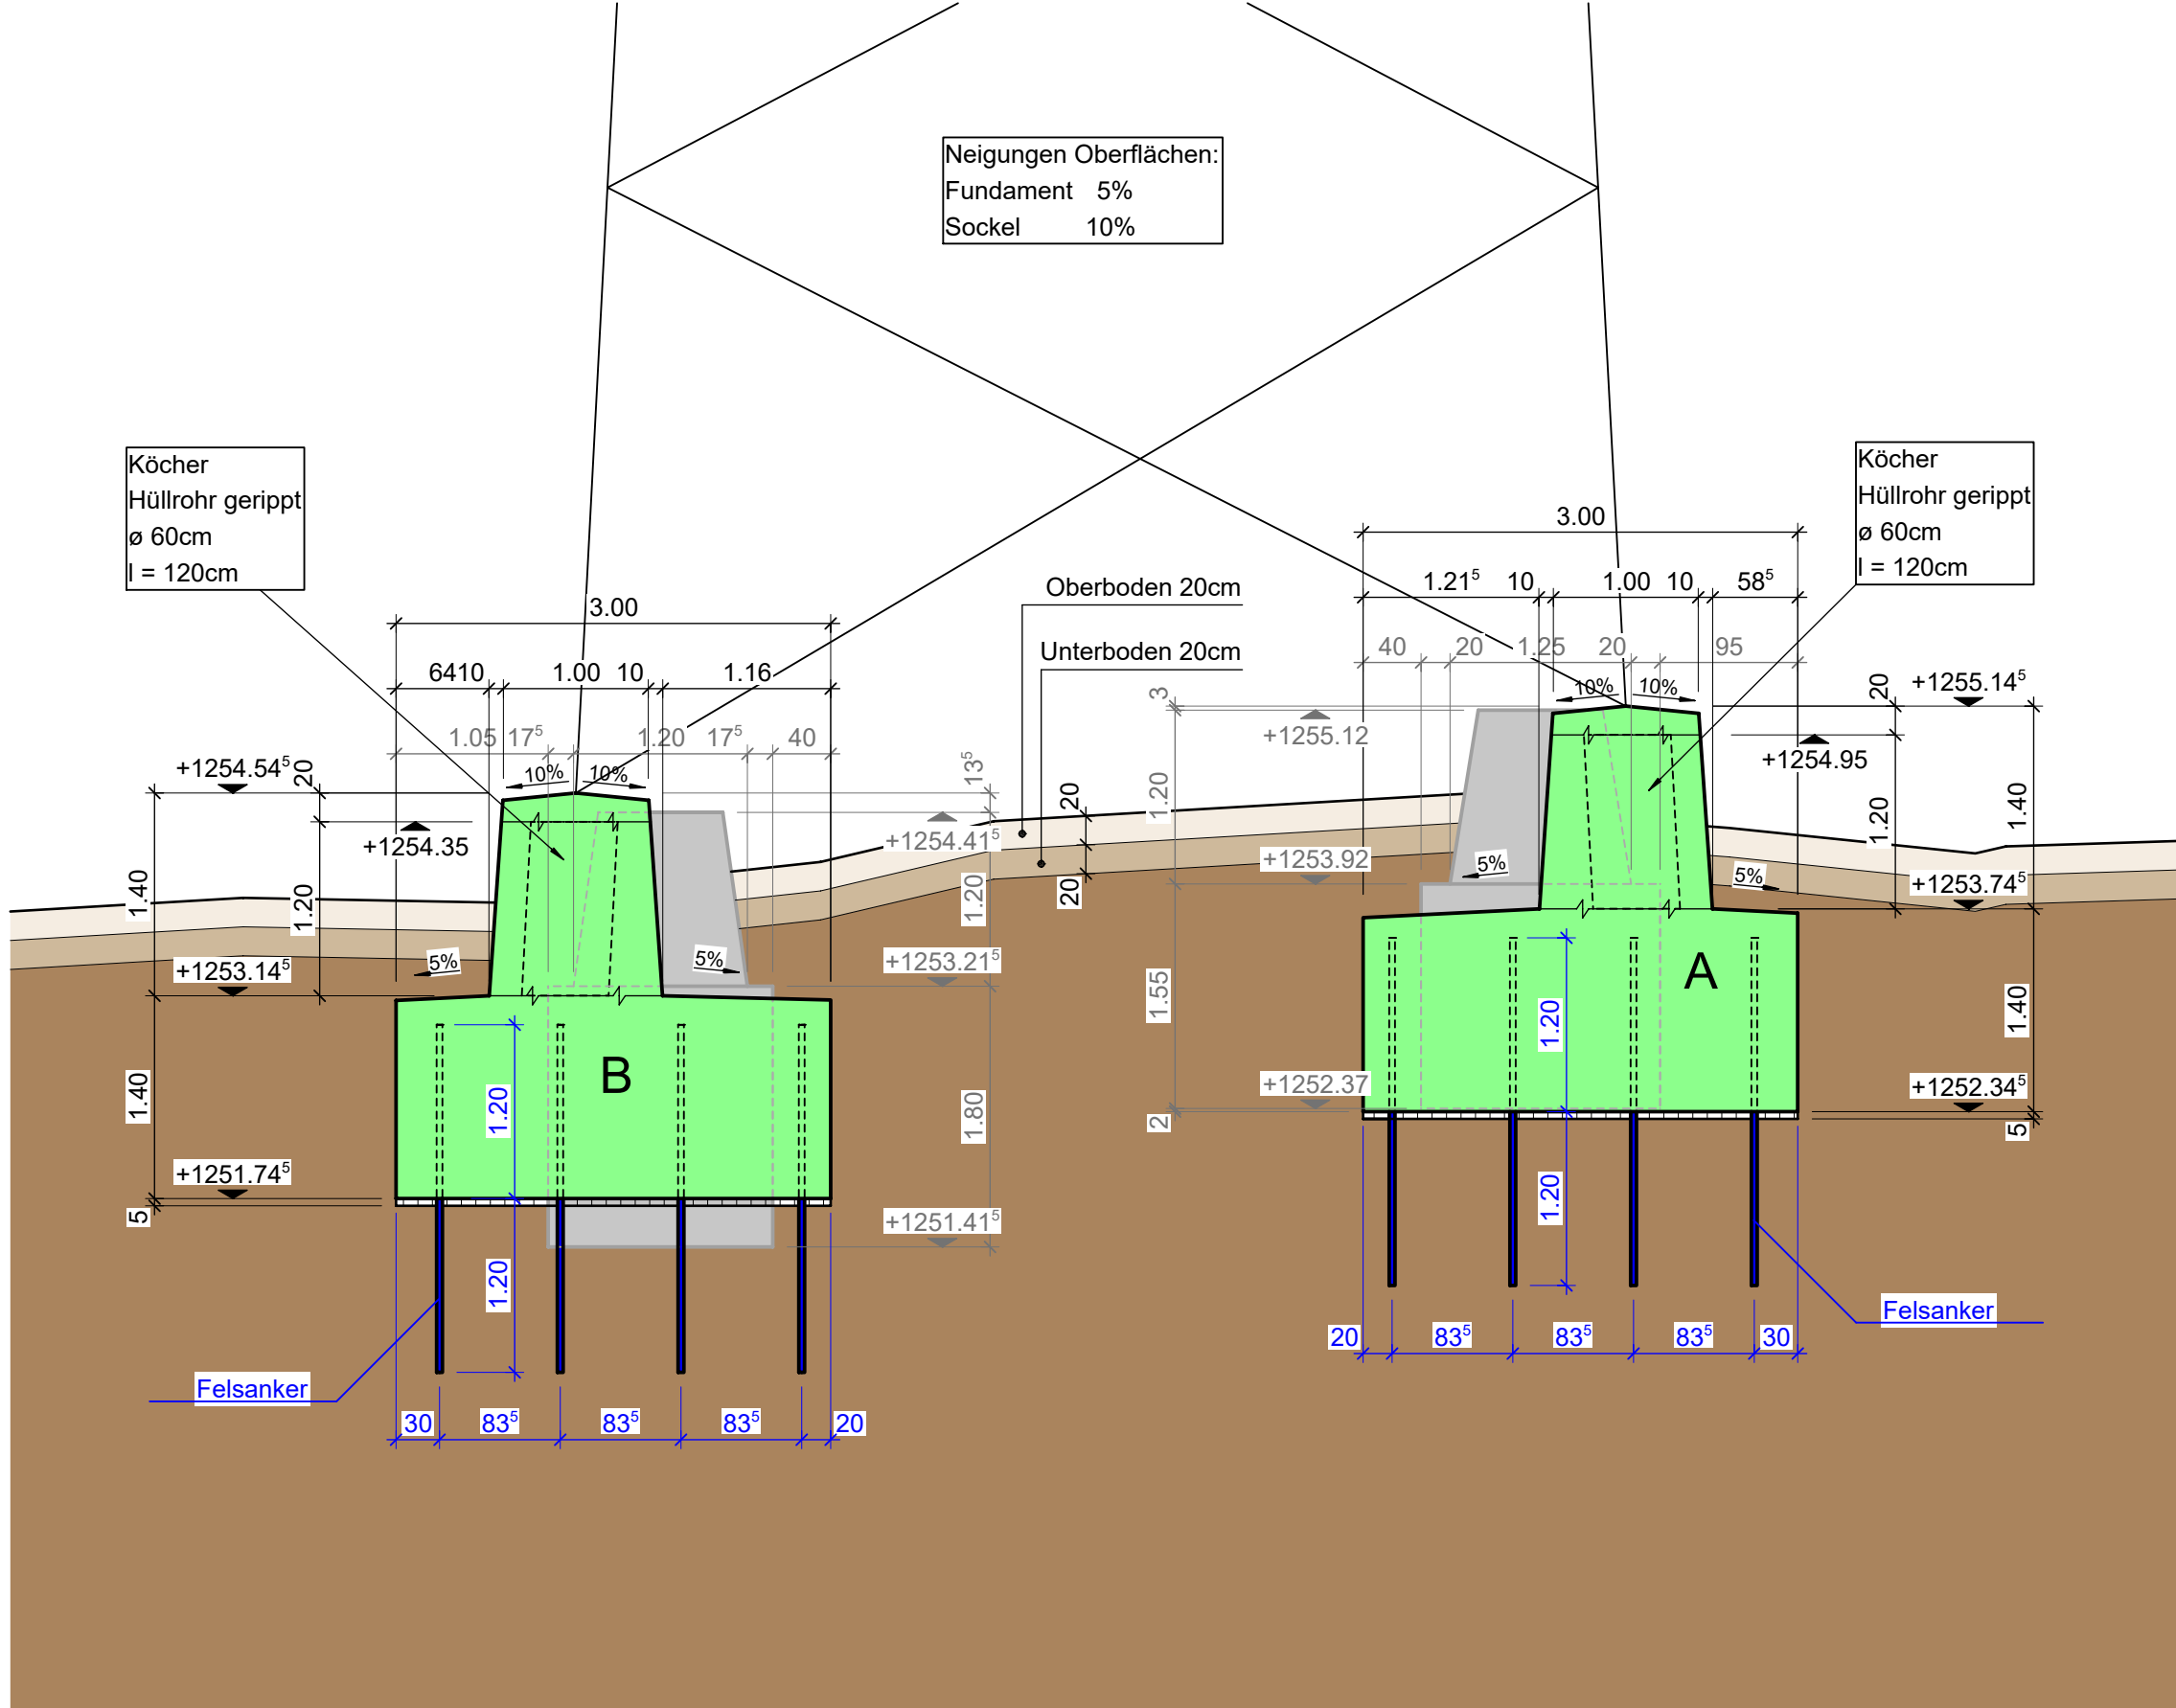 Neigungen Oberflächen:
Fundament 5%
Sockel 10%
Köcher
Hüllrohr gerippt
ø 60cm
l = 120cm
Köcher
Hüllrohr gerippt
ø 60cm
l = 120cm
3.00
1.21⁵ 10 1.00 10 58⁵
40 20 1.25 20 95
Oberboden 20cm
Unterboden 20cm
3.00
6410 1.00 10 1.16
1.05 17⁵ 1.20 17⁵ 40
10% 10%
10% 10%
+1254.54⁵
20
+1254.35
1.40
1.20
+1253.14⁵
5%
5%
1.40
+1251.74⁵
5
13⁵
+1254.41⁵
1.20
+1253.21⁵
1.80
+1251.41⁵
20
20
3
+1255.12
1.20
+1253.92
5%
1.55
+1252.37
2
+1255.14⁵
20
+1254.95
1.40
1.20
5%
+1253.74⁵
1.40
+1252.34⁵
5
A
B
1.20
1.20
1.20
1.20
Felsanker
Felsanker
20 83⁵ 83⁵ 83⁵ 30
30 83⁵ 83⁵ 83⁵ 20